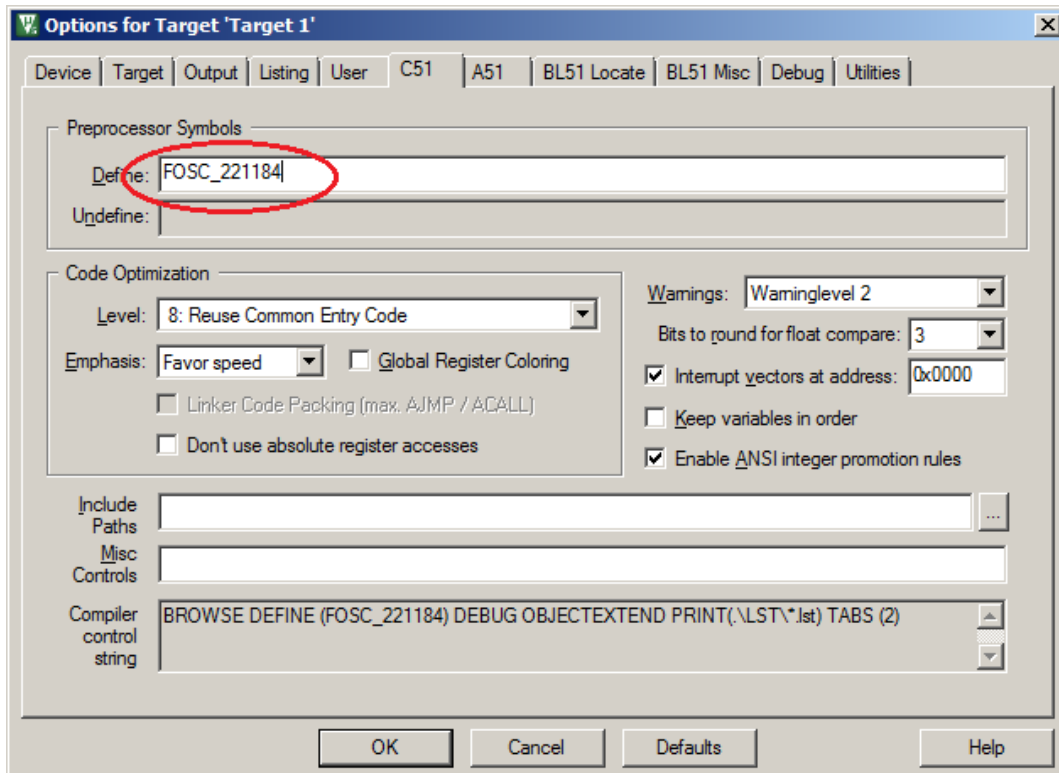 Options for Target 'Target 1'
Device Target Output Listing User C51 A51 BL51 Locate BL51 Misc Debug Utilities
Preprocessor Symbols
Define: FOSC_221184
Undefine:
Code Optimization
Level: 8: Reuse Common Entry Code
Emphasis: Favor speed Global Register Coloring
Linker Code Packing (max. AJMP / ACALL)
Don't use absolute register accesses
Warnings: Warninglevel 2
Bits to round for float compare: 3
Interrupt vectors at address: 0x0000
Keep variables in order
Enable ANSI integer promotion rules
Include
Paths
...
Misc
Controls
Compiler
control
string
BROWSE DEFINE (FOSC_221184) DEBUG OBJECTEXTEND PRINT(.\LST\*.lst) TABS (2)
OK Cancel Defaults Help